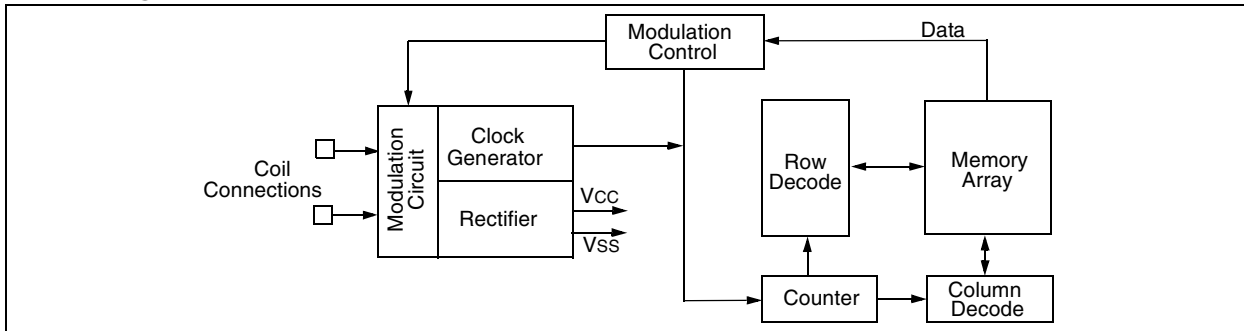 Modulation
Control
Data
Coil
Connections
Modulation
Circuit
Clock
Generator
Rectifier
VCC
VSS
Row
Decode
Memory
Array
Counter
Column
Decode